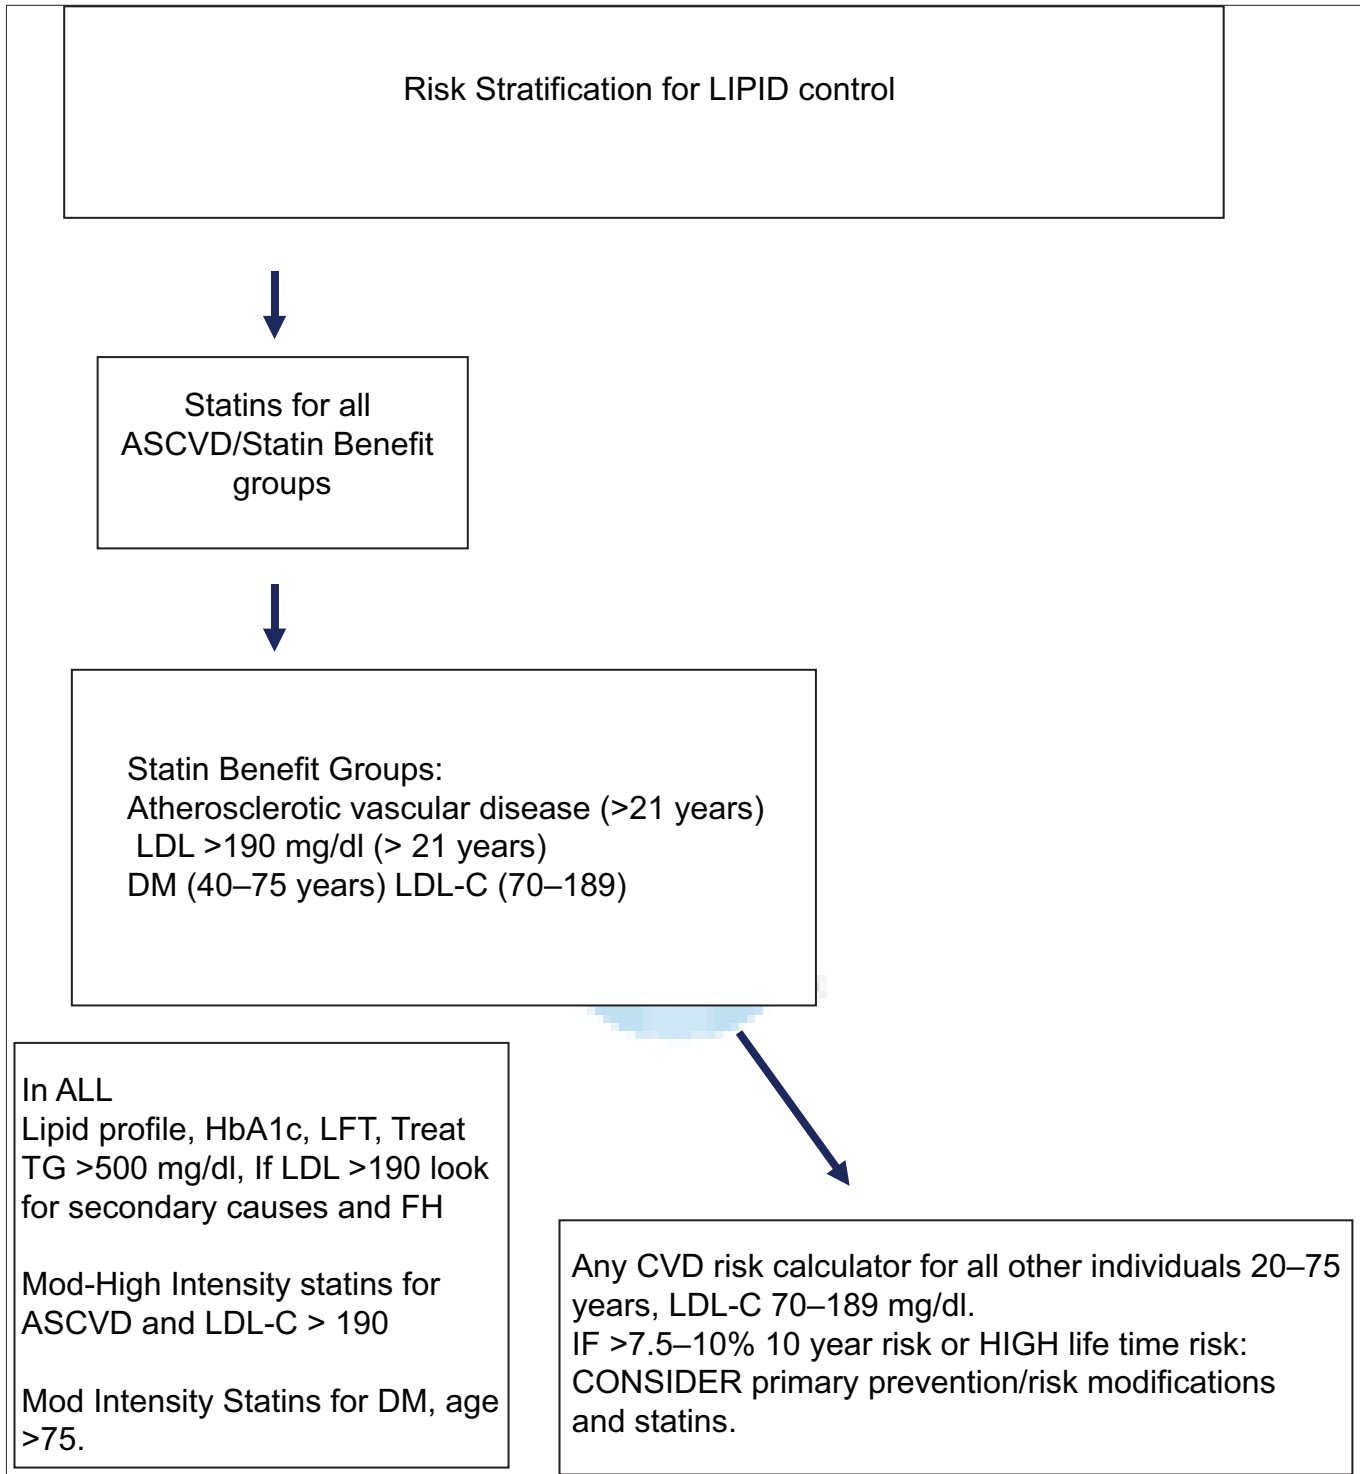 Risk Stratification for LIPID control
Statins for all
ASCVD/Statin Benefit
groups
Statin Benefit Groups:
Atherosclerotic vascular disease (>21 years)
LDL >190 mg/dl (> 21 years)
DM (40–75 years) LDL-C (70–189)
In ALL
Lipid profile, HbA1c, LFT, Treat
TG >500 mg/dl, If LDL >190 look
for secondary causes and FH
Mod-High Intensity statins for
ASCVD and LDL-C > 190
Mod Intensity Statins for DM, age
>75.
Any CVD risk calculator for all other individuals 20–75
years, LDL-C 70–189 mg/dl.
IF >7.5–10% 10 year risk or HIGH life time risk:
CONSIDER primary prevention/risk modifications
and statins.